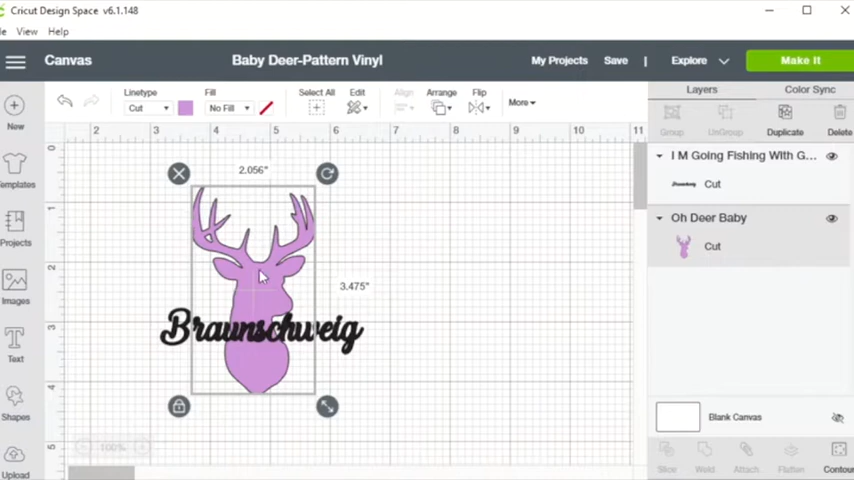 Cricut Design Space v6.1.148
View Help
Canvas
Baby Deer-Pattern Vinyl
My Projects Save | Explore Make It
Linetype
Cut
Fill
No Fill
Select All
Edit
Align
Arrange
Flip
More
Layers Color Sync
Group UnGroup Duplicate Delete
2 3 4 5 6 7 8 9 10 11
0
1
2
3
4
5
New
Templates
Projects
Images
Text
Shapes
Upload
2.056"
3.475"
Braunschweig
100%
I M Going Fishing With G...
Braunschweig Cut
Oh Deer Baby
Cut
Blank Canvas
Slice Weld Attach Flatten Contour